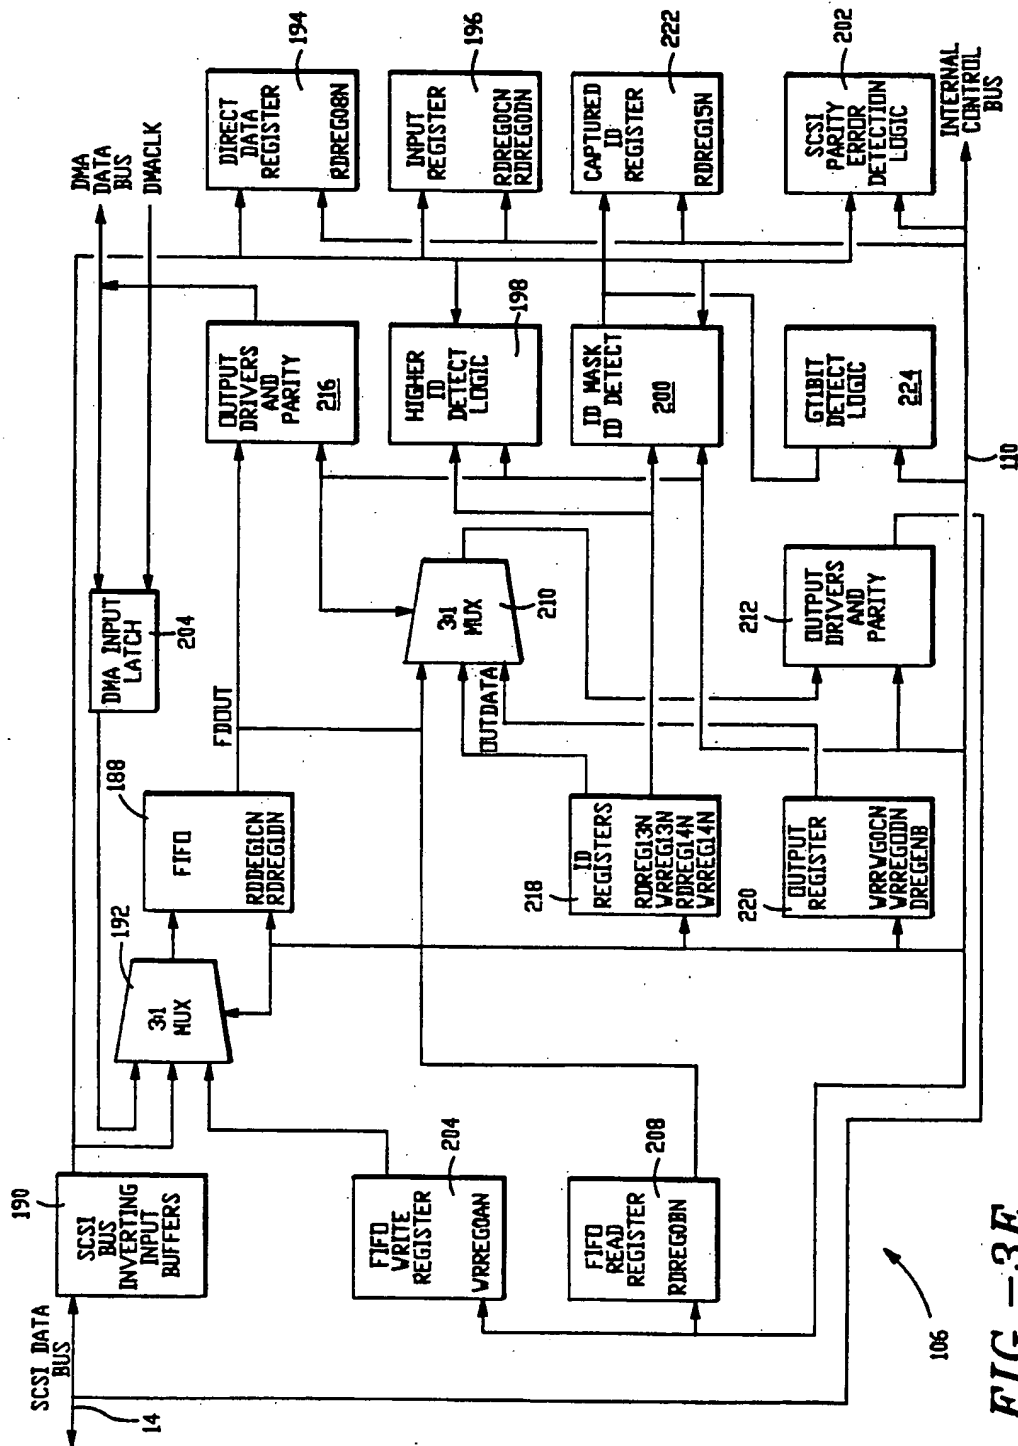 SCSI DATA
BUS
14
190
SCSI
BUS
INVERTING
INPUT
BUFFERS
192
3:1
MUX
188
FIFO
RDDEG1CN
RDREG1DN
FDOUT
DMA INPUT
LATCH
204
DMA
DATA
BUS
DMACLK
OUTPUT
DRIVERS
AND
PARITY
216
DIRECT
DATA
REGISTER
RDREG08N
194
FIFO
WRITE
REGISTER
WRREG0AN
204
3:1
MUX
210
OUTDATA
HIGHER
ID
DETECT
LOGIC
198
INPUT
REGISTER
RDREG0CN
RDREG0DN
196
FIFO
READ
REGISTER
RDREG0BN
208
218
ID
REGISTERS
RDREG13N
WRREG13N
RDREG14N
WRREG14N
ID MASK
ID DETECT
200
CAPTURED
ID
REGISTER
RDREG15N
222
220
OUTPUT
REGISTER
WRRWG0CN
WRREG0DN
DREGENB
212
OUTPUT
DRIVERS
AND
PARITY
GT1BIT
DETECT
LOGIC
224
SCSI
PARITY
ERROR
DETECTION
LOGIC
202
INTERNAL
CONTROL
BUS
110
106
FIG -3E